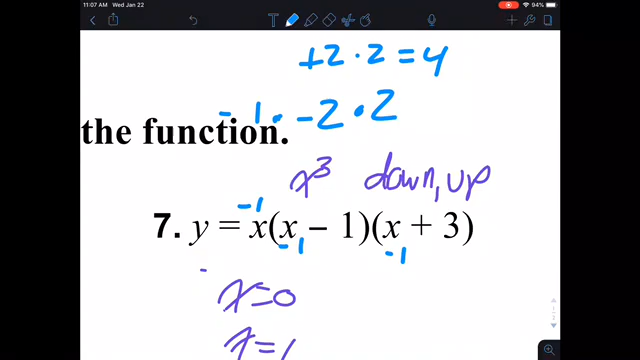 11:07 AM Wed Jan 22
94%
T
+2 · 2 = 4
-1 · -2 · 2
the function.
x³ down, up
-1
7. y = x(x - 1)(x + 3)
-1
-1
x=0
x=1